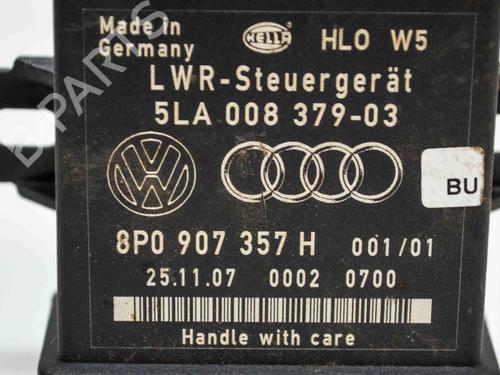 Made in
Germany
HELLA
HLO W5
LWR-Steuergerät
5LA 008 379-03
BU
8P0 907 357 H 001/01
25.11.07 0002 0700
Handle with care
B-PARTS